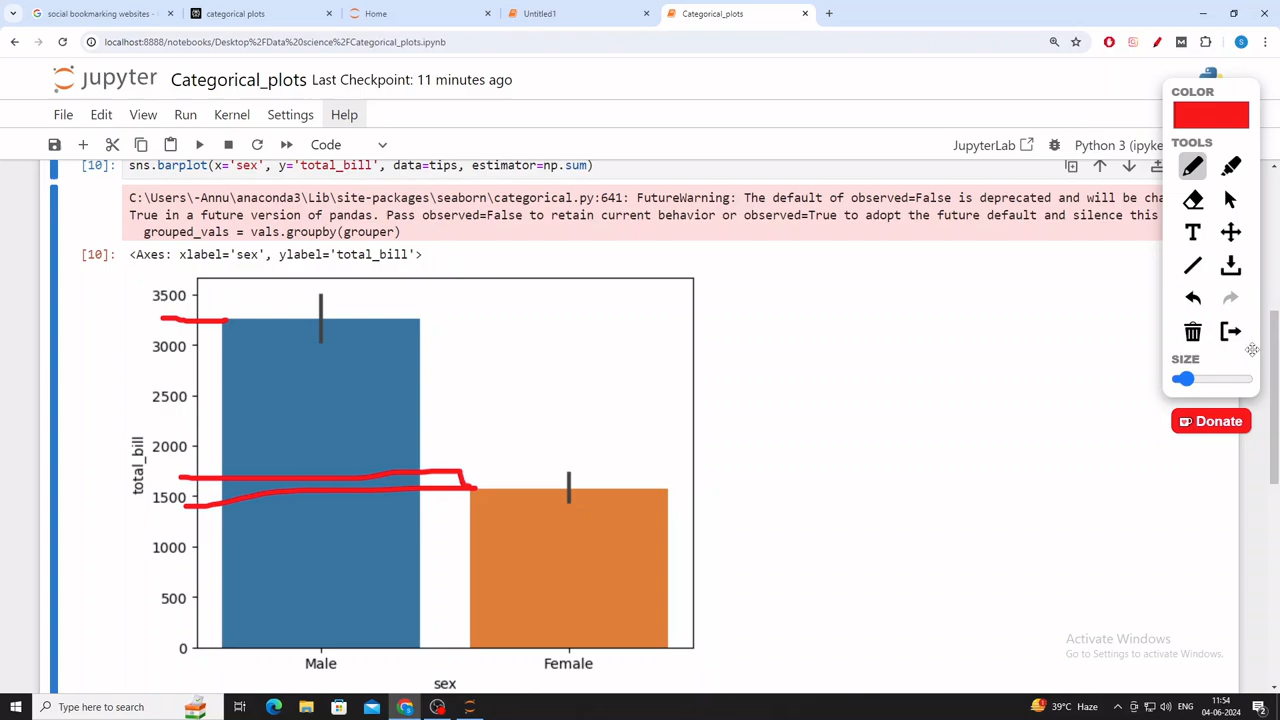 social bookmarking websites -
categorical plots
Home
Untitled1
Categorical_plots
localhost:8888/notebooks/Desktop%2FData%20science%2FCategorical_plots.ipynb
M
S
jupyter Categorical_plots Last Checkpoint: 11 minutes ago
File Edit View Run Kernel Settings Help
Code
JupyterLab
Python 3 (ipyke
[10]: sns.barplot(x='sex', y='total_bill', data=tips, estimator=np.sum)
C:\Users\-Annu\anaconda3\Lib\site-packages\seaborn\categorical.py:641: FutureWarning: The default of observed=False is deprecated and will be cha
True in a future version of pandas. Pass observed=False to retain current behavior or observed=True to adopt the future default and silence this
grouped_vals = vals.groupby(grouper)
[10]: <Axes: xlabel='sex', ylabel='total_bill'>
3500
3000
2500
2000
1500
1000
500
0
total_bill
Male
Female
sex
COLOR
TOOLS
T
SIZE
Donate
Activate Windows
Go to Settings to activate Windows.
Type here to search
39°C Haze
11:54
04-06-2024
2